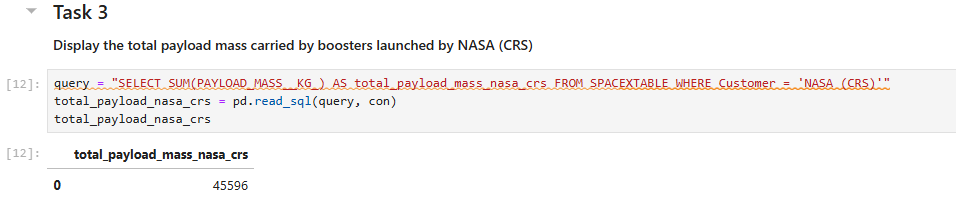 Task 3
Display the total payload mass carried by boosters launched by NASA (CRS)
[12]: query = "SELECT SUM(PAYLOAD_MASS__KG_) AS total_payload_mass_nasa_crs FROM SPACEXTABLE WHERE Customer = 'NASA (CRS)'"
total_payload_nasa_crs = pd.read_sql(query, con)
total_payload_nasa_crs
[12]: total_payload_mass_nasa_crs
0 45596